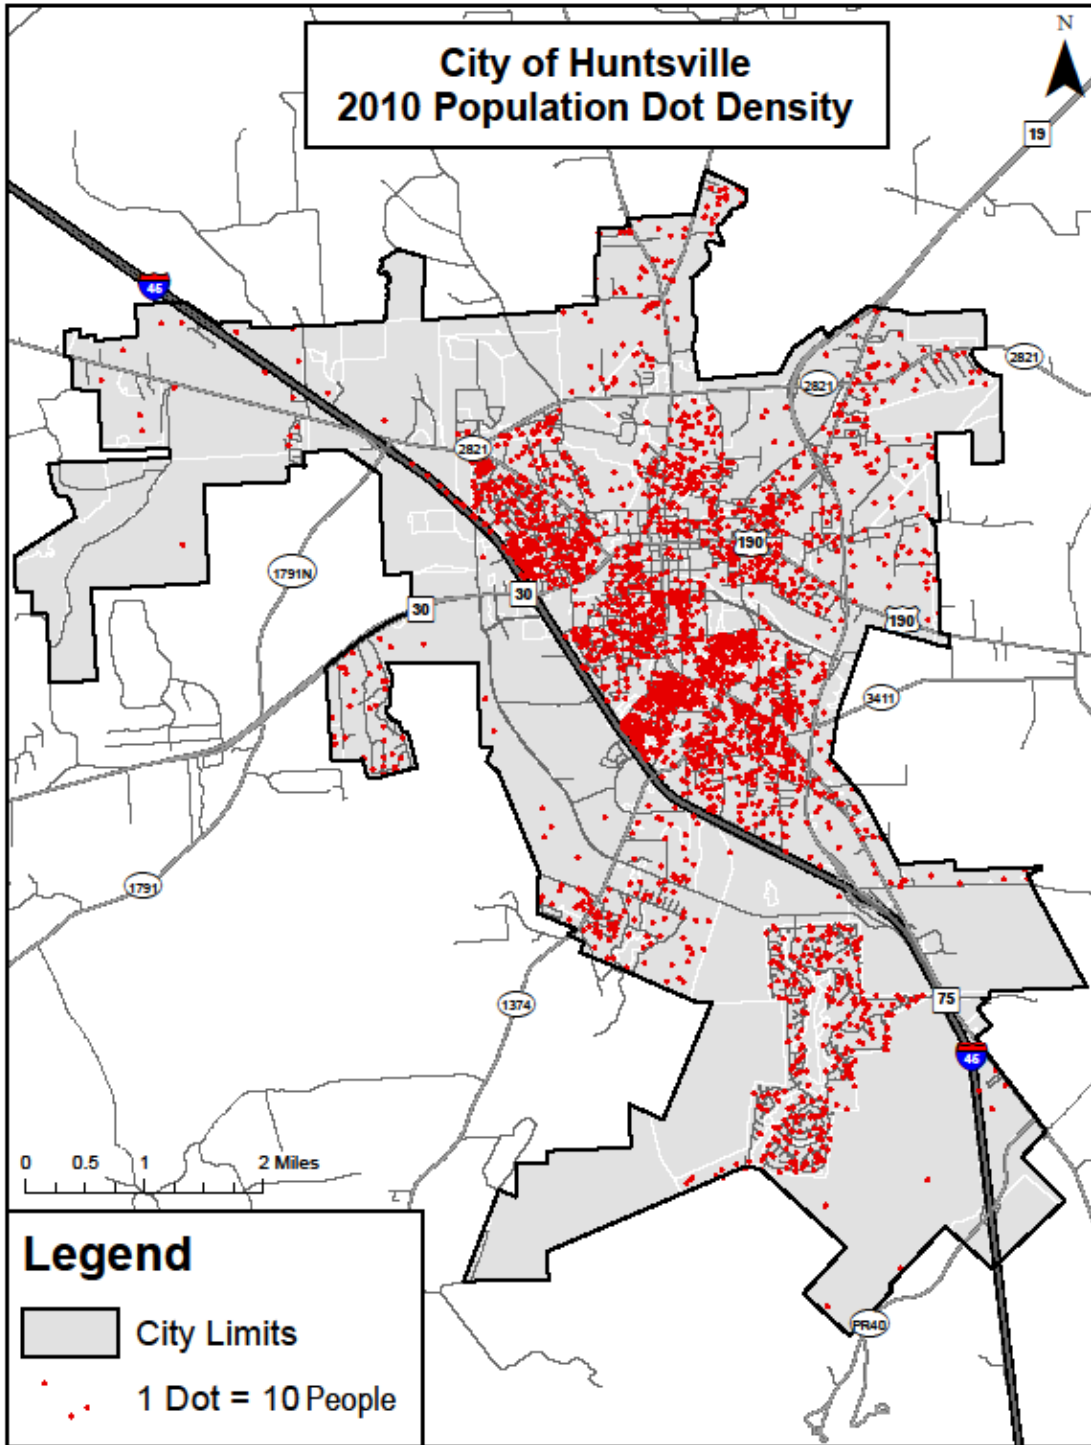 City of Huntsville
2010 Population Dot Density
N
19
45
2821
2821
2821
190
1791N
30
30
190
3411
1791
1374
75
45
0 0.5 1 2 Miles
Legend
City Limits
1 Dot = 10 People
PR40